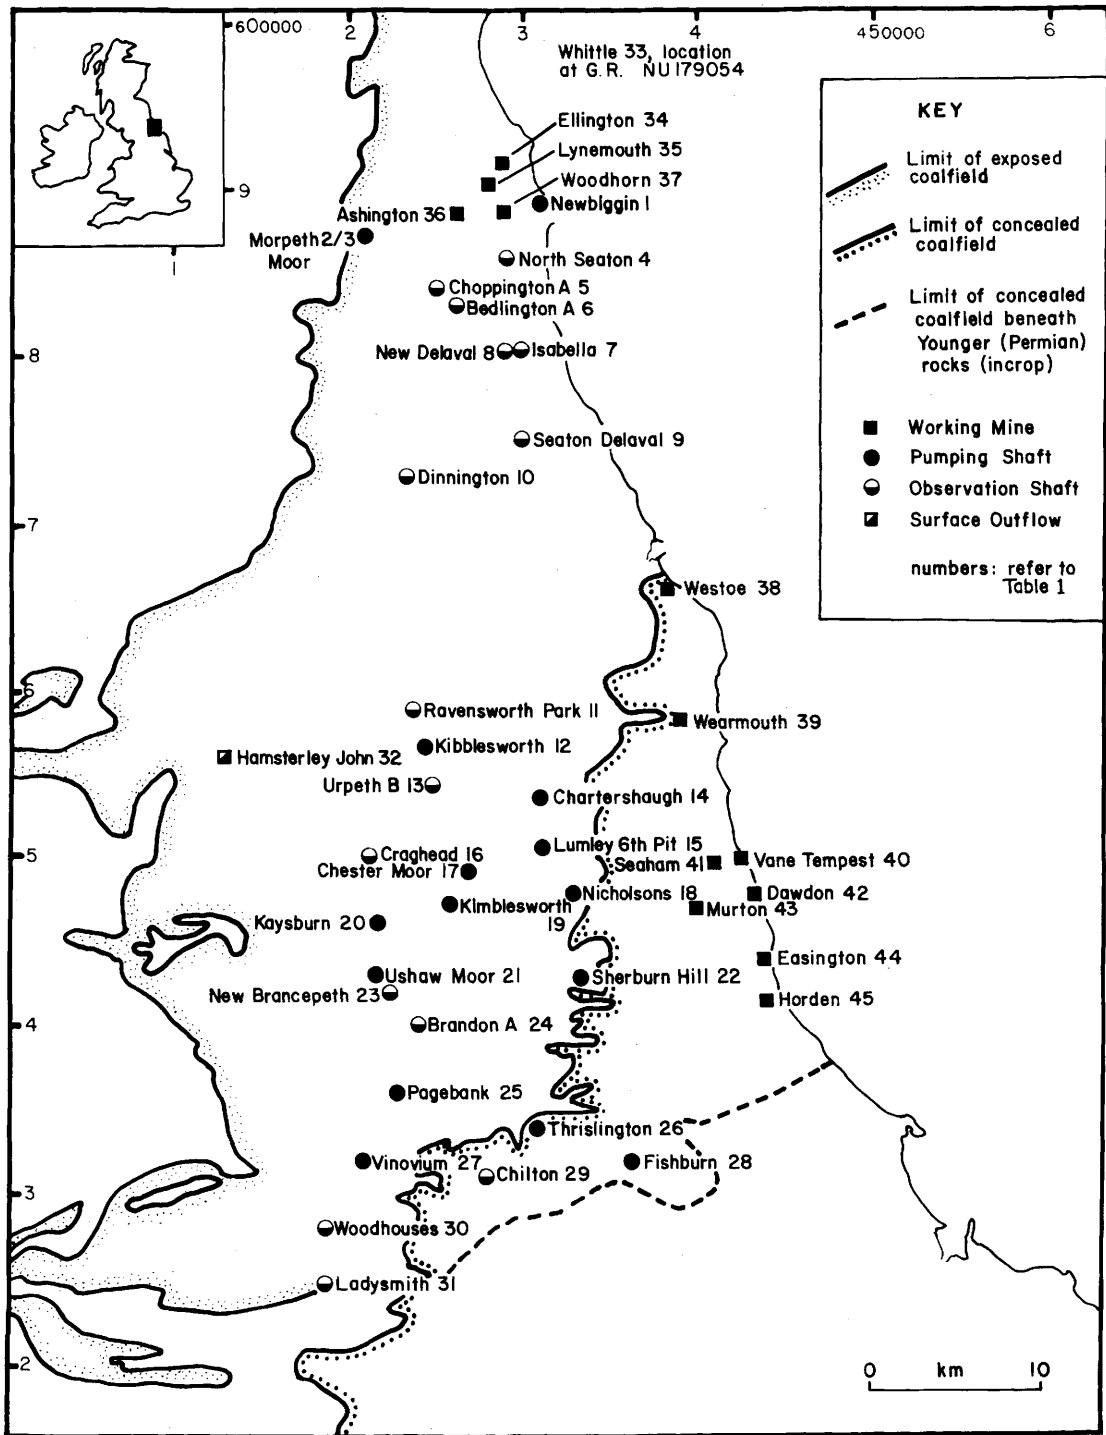 600000
2
3
4
450000
6
Whittle 33, location
at G.R. NU179054
KEY
Limit of exposed
coalfield
Limit of concealed
coalfield
Limit of concealed
coalfield beneath
Younger (Permian)
rocks (incrop)
Working Mine
Pumping Shaft
Observation Shaft
Surface Outflow
numbers: refer to
Table 1
Ellington 34
Lynemouth 35
Woodhorn 37
9
Newbiggin 1
Ashington 36
Morpeth 2/3
Moor
1
North Seaton 4
Choppington A 5
Bedlington A 6
New Delaval 8
Isabella 7
8
Seaton Delaval 9
Dinnington 10
7
Westoe 38
6
Ravensworth Park 11
Wearmouth 39
Kibblesworth 12
Hamsterley John 32
Urpeth B 13
Chartershaugh 14
Lumley 6th Pit 15
5
Craghead 16
Seaham 41
Vane Tempest 40
Chester Moor 17
Nicholsons 18
Dawdon 42
Kimblesworth
19
Murton 43
Kaysburn 20
Easington 44
Ushaw Moor 21
Sherburn Hill 22
New Brancepeth 23
Horden 45
4
Brandon A 24
Pagebank 25
Thrislington 26
Vinovium 27
Chilton 29
Fishburn 28
3
Woodhouses 30
Ladysmith 31
2
0 km 10